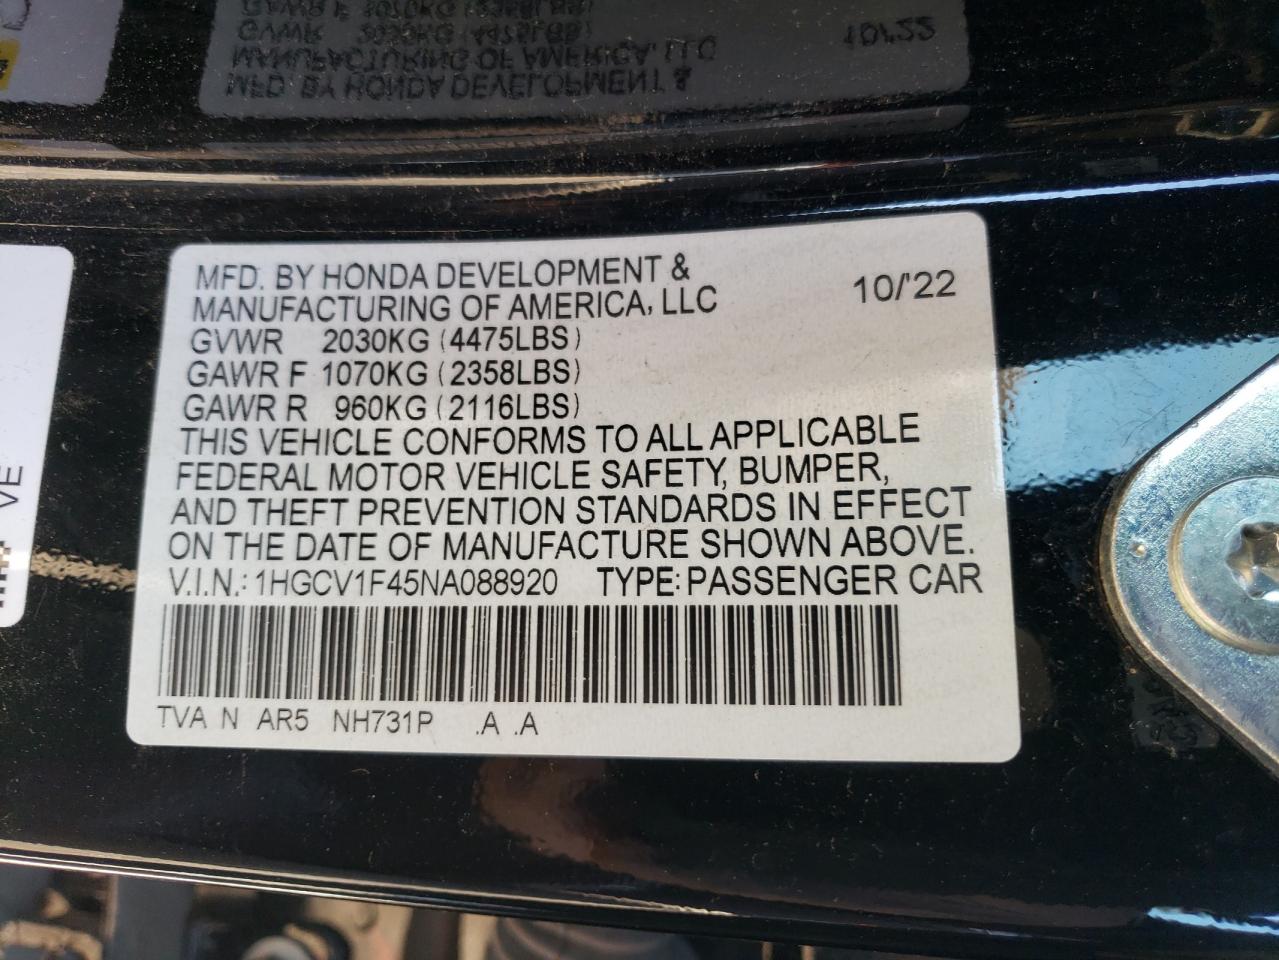 MFD. BY HONDA DEVELOPMENT &
MANUFACTURING OF AMERICA, LLC 10/'22
GVWR 2030KG (4475LBS)
GAWR F 1070KG (2358LBS)
GAWR R 960KG (2116LBS)
THIS VEHICLE CONFORMS TO ALL APPLICABLE
FEDERAL MOTOR VEHICLE SAFETY, BUMPER,
AND THEFT PREVENTION STANDARDS IN EFFECT
ON THE DATE OF MANUFACTURE SHOWN ABOVE.
V.I.N.: 1HGCV1F45NA088920 TYPE: PASSENGER CAR
TVA N AR5 NH731P .A .A
VE